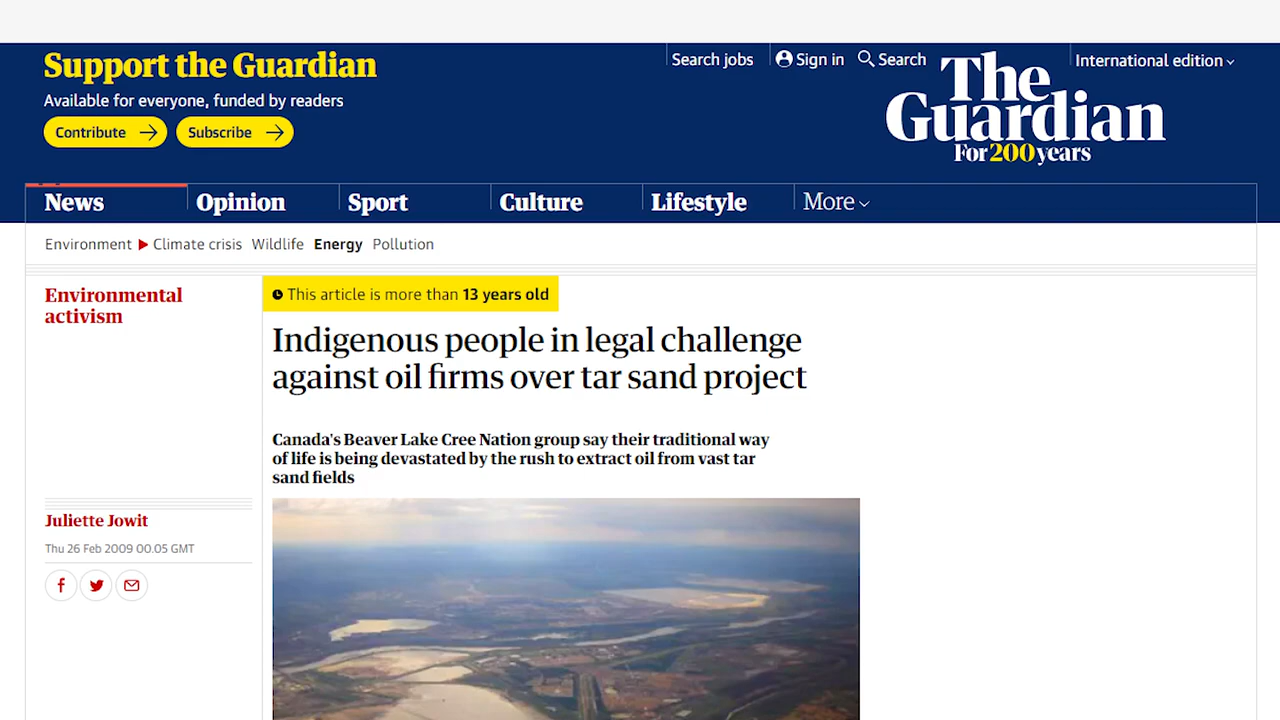 Support the Guardian
Available for everyone, funded by readers
Contribute
Subscribe
Search jobs
Sign in
Search
International edition
The
Guardian
For 200 years
News
Opinion
Sport
Culture
Lifestyle
More
Environment
Climate crisis
Wildlife
Energy
Pollution
Environmental
activism
This article is more than 13 years old
Indigenous people in legal challenge
against oil firms over tar sand project
Canada's Beaver Lake Cree Nation group say their traditional way
of life is being devastated by the rush to extract oil from vast tar
sand fields
Juliette Jowit
Thu 26 Feb 2009 00.05 GMT